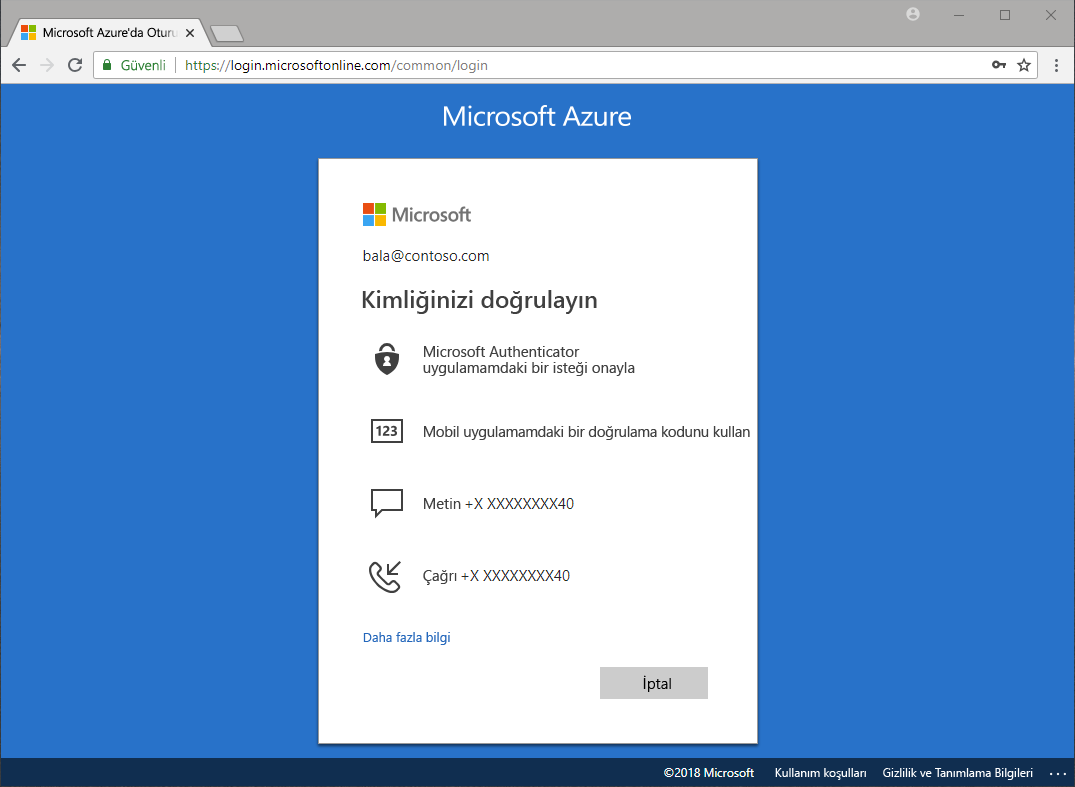 Microsoft Azure'da Oturu
Güvenli
https://login.microsoftonline.com/common/login
Microsoft Azure
Microsoft
bala@contoso.com
Kimliğinizi doğrulayın
Microsoft Authenticator
uygulamamdaki bir isteği onayla
123
Mobil uygulamamdaki bir doğrulama kodunu kullan
Metin +X XXXXXXXX40
Çağrı +X XXXXXXXX40
Daha fazla bilgi
İptal
©2018 Microsoft Kullanım koşulları Gizlilik ve Tanımlama Bilgileri ...